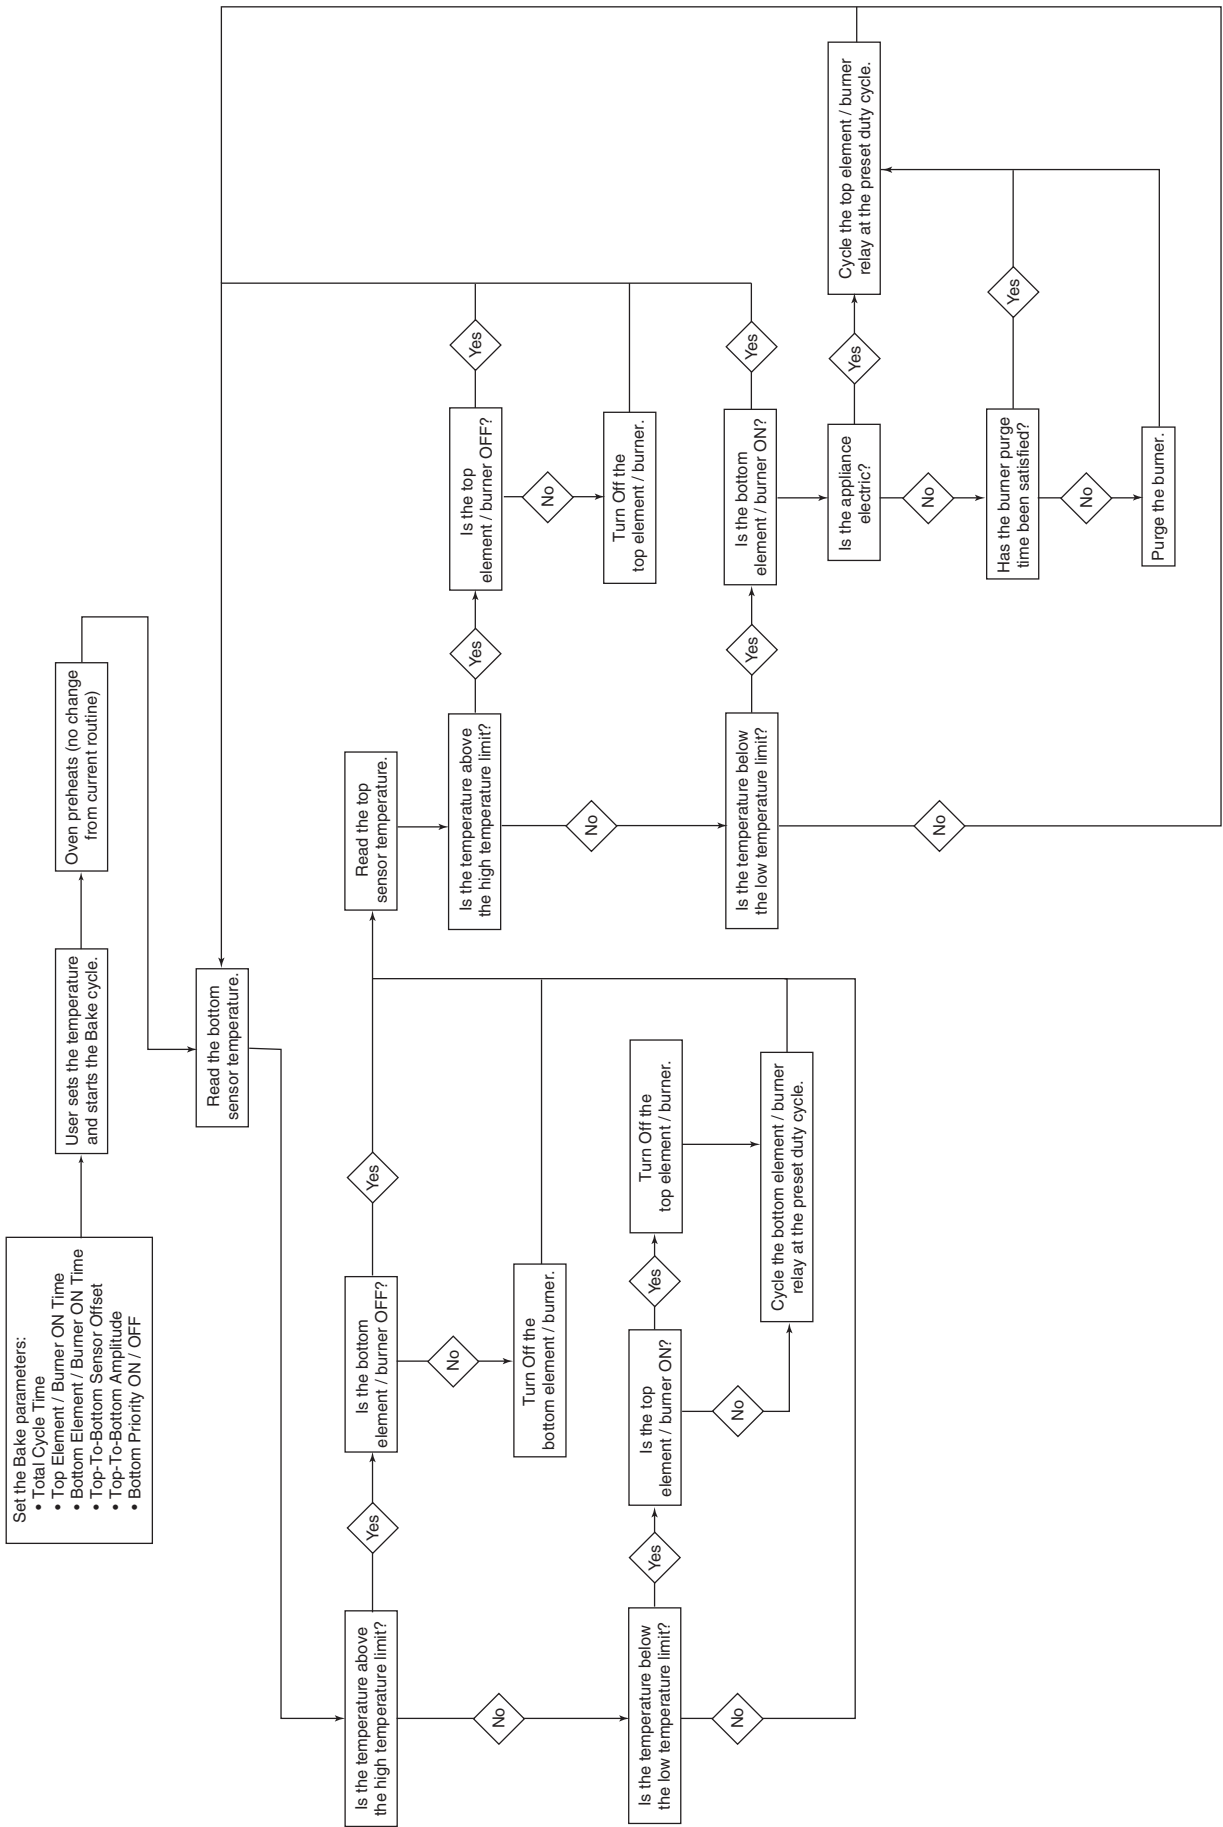 Set the Bake parameters:
• Total Cycle Time
• Top Element / Burner ON Time
• Bottom Element / Burner ON Time
• Top-To-Bottom Sensor Offset
• Top-To-Bottom Amplitude
• Bottom Priority ON / OFF
User sets the temperature
and starts the Bake cycle.
Oven preheats (no change
from current routine)
Read the bottom
sensor temperature.
Is the temperature above
the high temperature limit?
Yes
Is the bottom
element / burner OFF?
Yes
No
Turn Off the
bottom element / burner.
No
Is the temperature below
the low temperature limit?
Yes
Is the top
element / burner ON?
Yes
Turn Off the
top element / burner.
No
No
Cycle the bottom element / burner
relay at the preset duty cycle.
Read the top
sensor temperature.
Is the temperature above
the high temperature limit?
Yes
Is the top
element / burner OFF?
Yes
No
Turn Off the
top element / burner.
No
Is the temperature below
the low temperature limit?
Yes
Is the bottom
element / burner ON?
Yes
Is the appliance
electric?
Yes
Cycle the top element / burner
relay at the preset duty cycle.
No
No
Has the burner purge
time been satisfied?
Yes
No
Purge the burner.